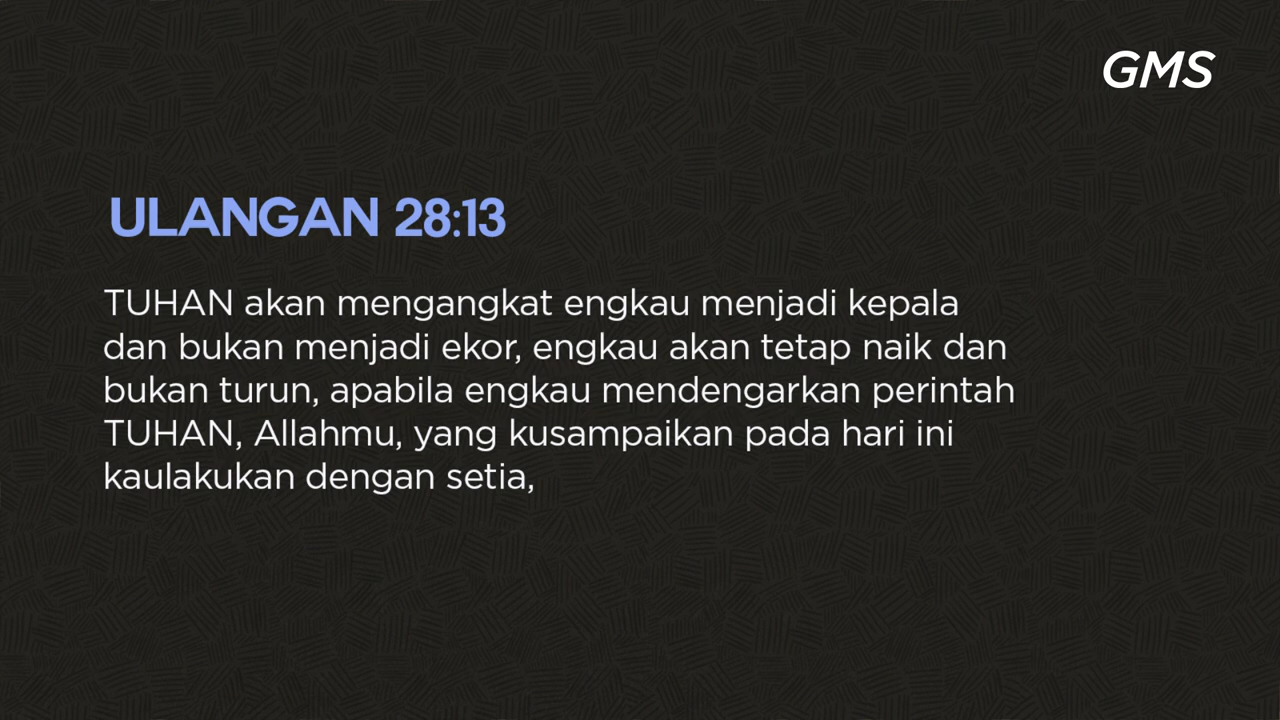 GMS
ULANGAN 28:13
TUHAN akan mengangkat engkau menjadi kepala
dan bukan menjadi ekor, engkau akan tetap naik dan
bukan turun, apabila engkau mendengarkan perintah
TUHAN, Allahmu, yang kusampaikan pada hari ini
kaulakukan dengan setia,